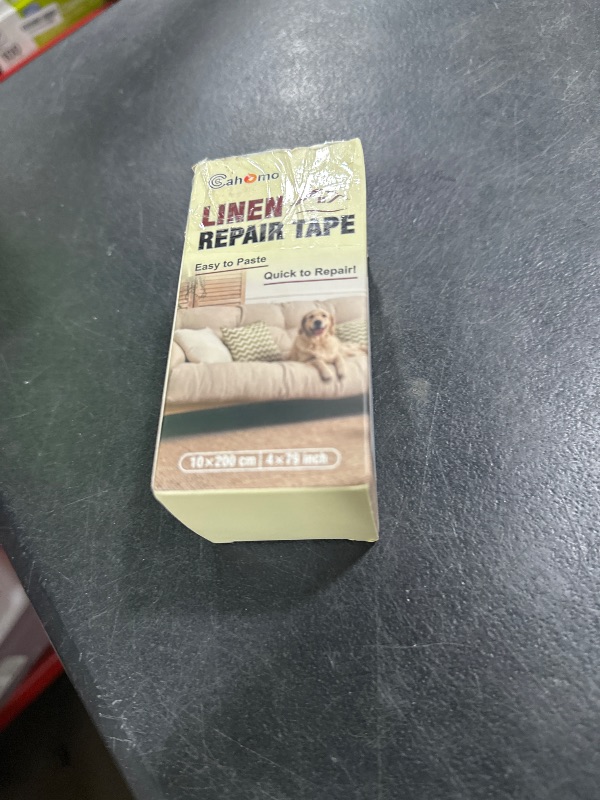 Cahomo
LINEN
REPAIR TAPE
Easy to Paste
Quick to Repair!
10×200 cm | 4×79 inch